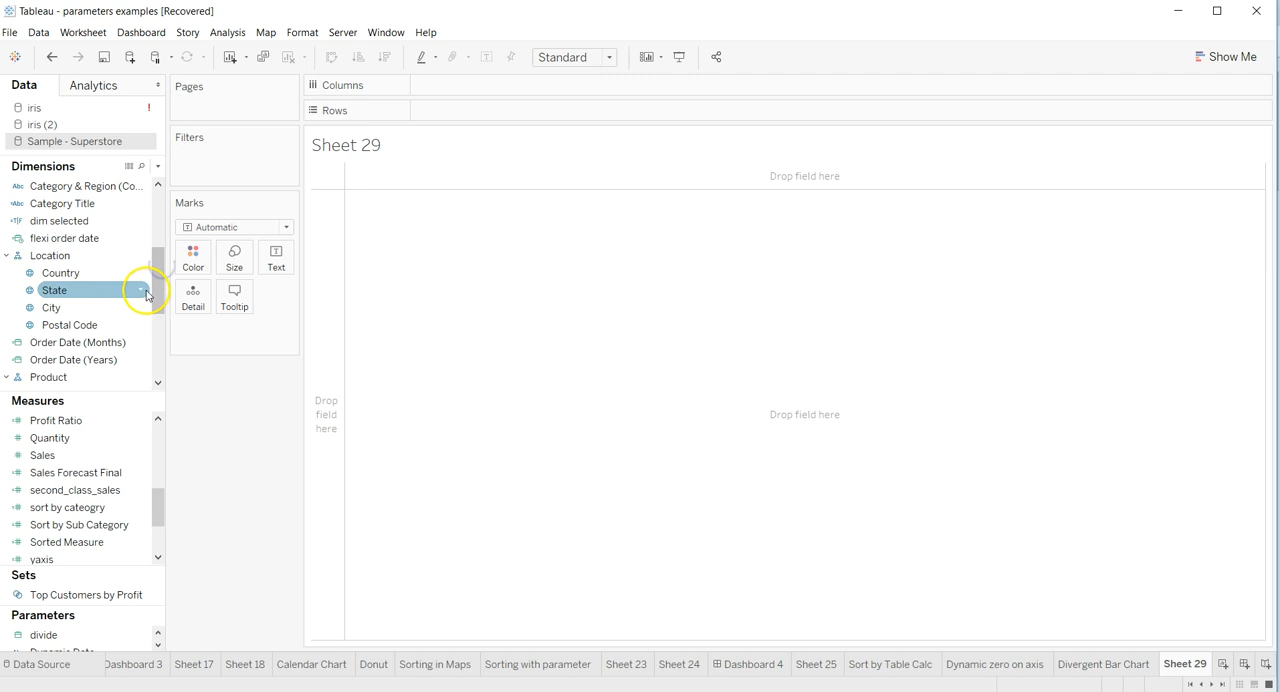 Tableau - parameters examples [Recovered]
File Data Worksheet Dashboard Story Analysis Map Format Server Window Help
Standard
Show Me
Data Analytics
iris !
iris (2)
Sample - Superstore
Dimensions
Abc Category & Region (Co...
Abc Category Title
T|F dim selected
flexi order date
Location
Country
State
City
Postal Code
Order Date (Months)
Order Date (Years)
Product
Measures
Profit Ratio
Quantity
Sales
Sales Forecast Final
second_class_sales
sort by cateogry
Sort by Sub Category
Sorted Measure
yaxis
Sets
Top Customers by Profit
Parameters
divide
Pages
Filters
Marks
Automatic
Color Size Text
Detail Tooltip
Columns
Rows
Sheet 29
Drop field here
Drop
field
here
Drop field here
Data Source Dashboard 3 Sheet 17 Sheet 18 Calendar Chart Donut Sorting in Maps Sorting with parameter Sheet 23 Sheet 24 Dashboard 4 Sheet 25 Sort by Table Calc Dynamic zero on axis Divergent Bar Chart Sheet 29